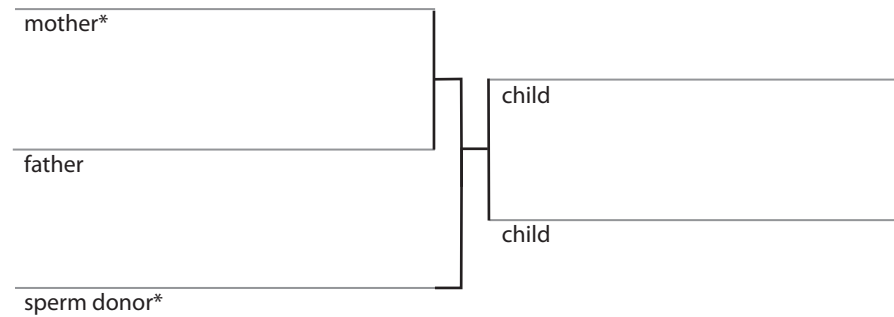 mother*
child
father
child
sperm donor*